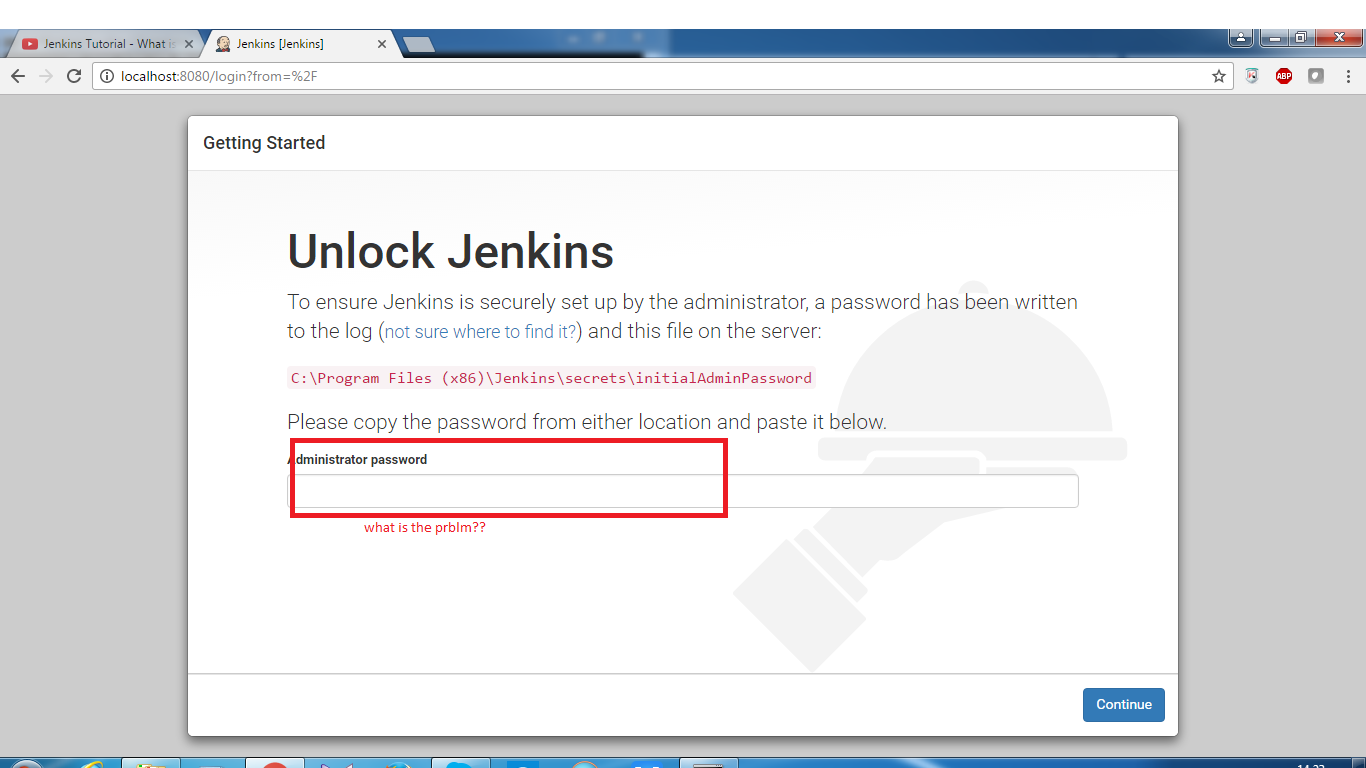 Jenkins Tutorial - What is
Jenkins [Jenkins]
localhost:8080/login?from=%2F
ABP
Getting Started
Unlock Jenkins
To ensure Jenkins is securely set up by the administrator, a password has been written
to the log (not sure where to find it?) and this file on the server:
C:\Program Files (x86)\Jenkins\secrets\initialAdminPassword
Please copy the password from either location and paste it below.
Administrator password
what is the prblm??
Continue